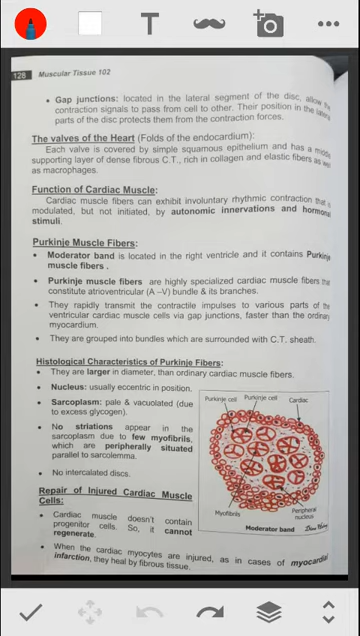 T
128 Muscular Tissue 102
• Gap junctions: located in the lateral segment of the disc, allow the
contraction signals to pass from cell to other. Their position in the lateral
parts of the disc protects them from the contraction forces.
The valves of the Heart (Folds of the endocardium):
Each valve is covered by simple squamous epithelium and has a middle
supporting layer of dense fibrous C.T., rich in collagen and elastic fibers as well
as macrophages.
Function of Cardiac Muscle:
Cardiac muscle fibers can exhibit involuntary rhythmic contraction that is
modulated, but not initiated, by autonomic innervations and hormonal
stimuli.
Purkinje Muscle Fibers:
• Moderator band is located in the right ventricle and it contains Purkinje
muscle fibers .
• Purkinje muscle fibers are highly specialized cardiac muscle fibers that
constitute atrioventricular (A –V) bundle & its branches.
• They rapidly transmit the contractile impulses to various parts of the
ventricular cardiac muscle cells via gap junctions, faster than the ordinary
myocardium.
• They are grouped into bundles which are surrounded with C.T. sheath.
Histological Characteristics of Purkinje Fibers:
• They are larger in diameter, than ordinary cardiac muscle fibers.
• Nucleus: usually eccentric in position.
• Sarcoplasm: pale & vacuolated (due
to excess glycogen).
• No striations appear in the
sarcoplasm due to few myofibrils,
which are peripherally situated
parallel to sarcolemma.
• No intercalated discs.
Purkinje cell Purkinje cell Cardiac
Myofibrils Peripheral
nucleus
Moderator band
Repair of Injured Cardiac Muscle
Cells:
• Cardiac muscle doesn't contain
progenitor cells. So, it cannot
regenerate.
• When the cardiac myocytes are injured, as in cases of myocardial
infarction, they heal by fibrous tissue.